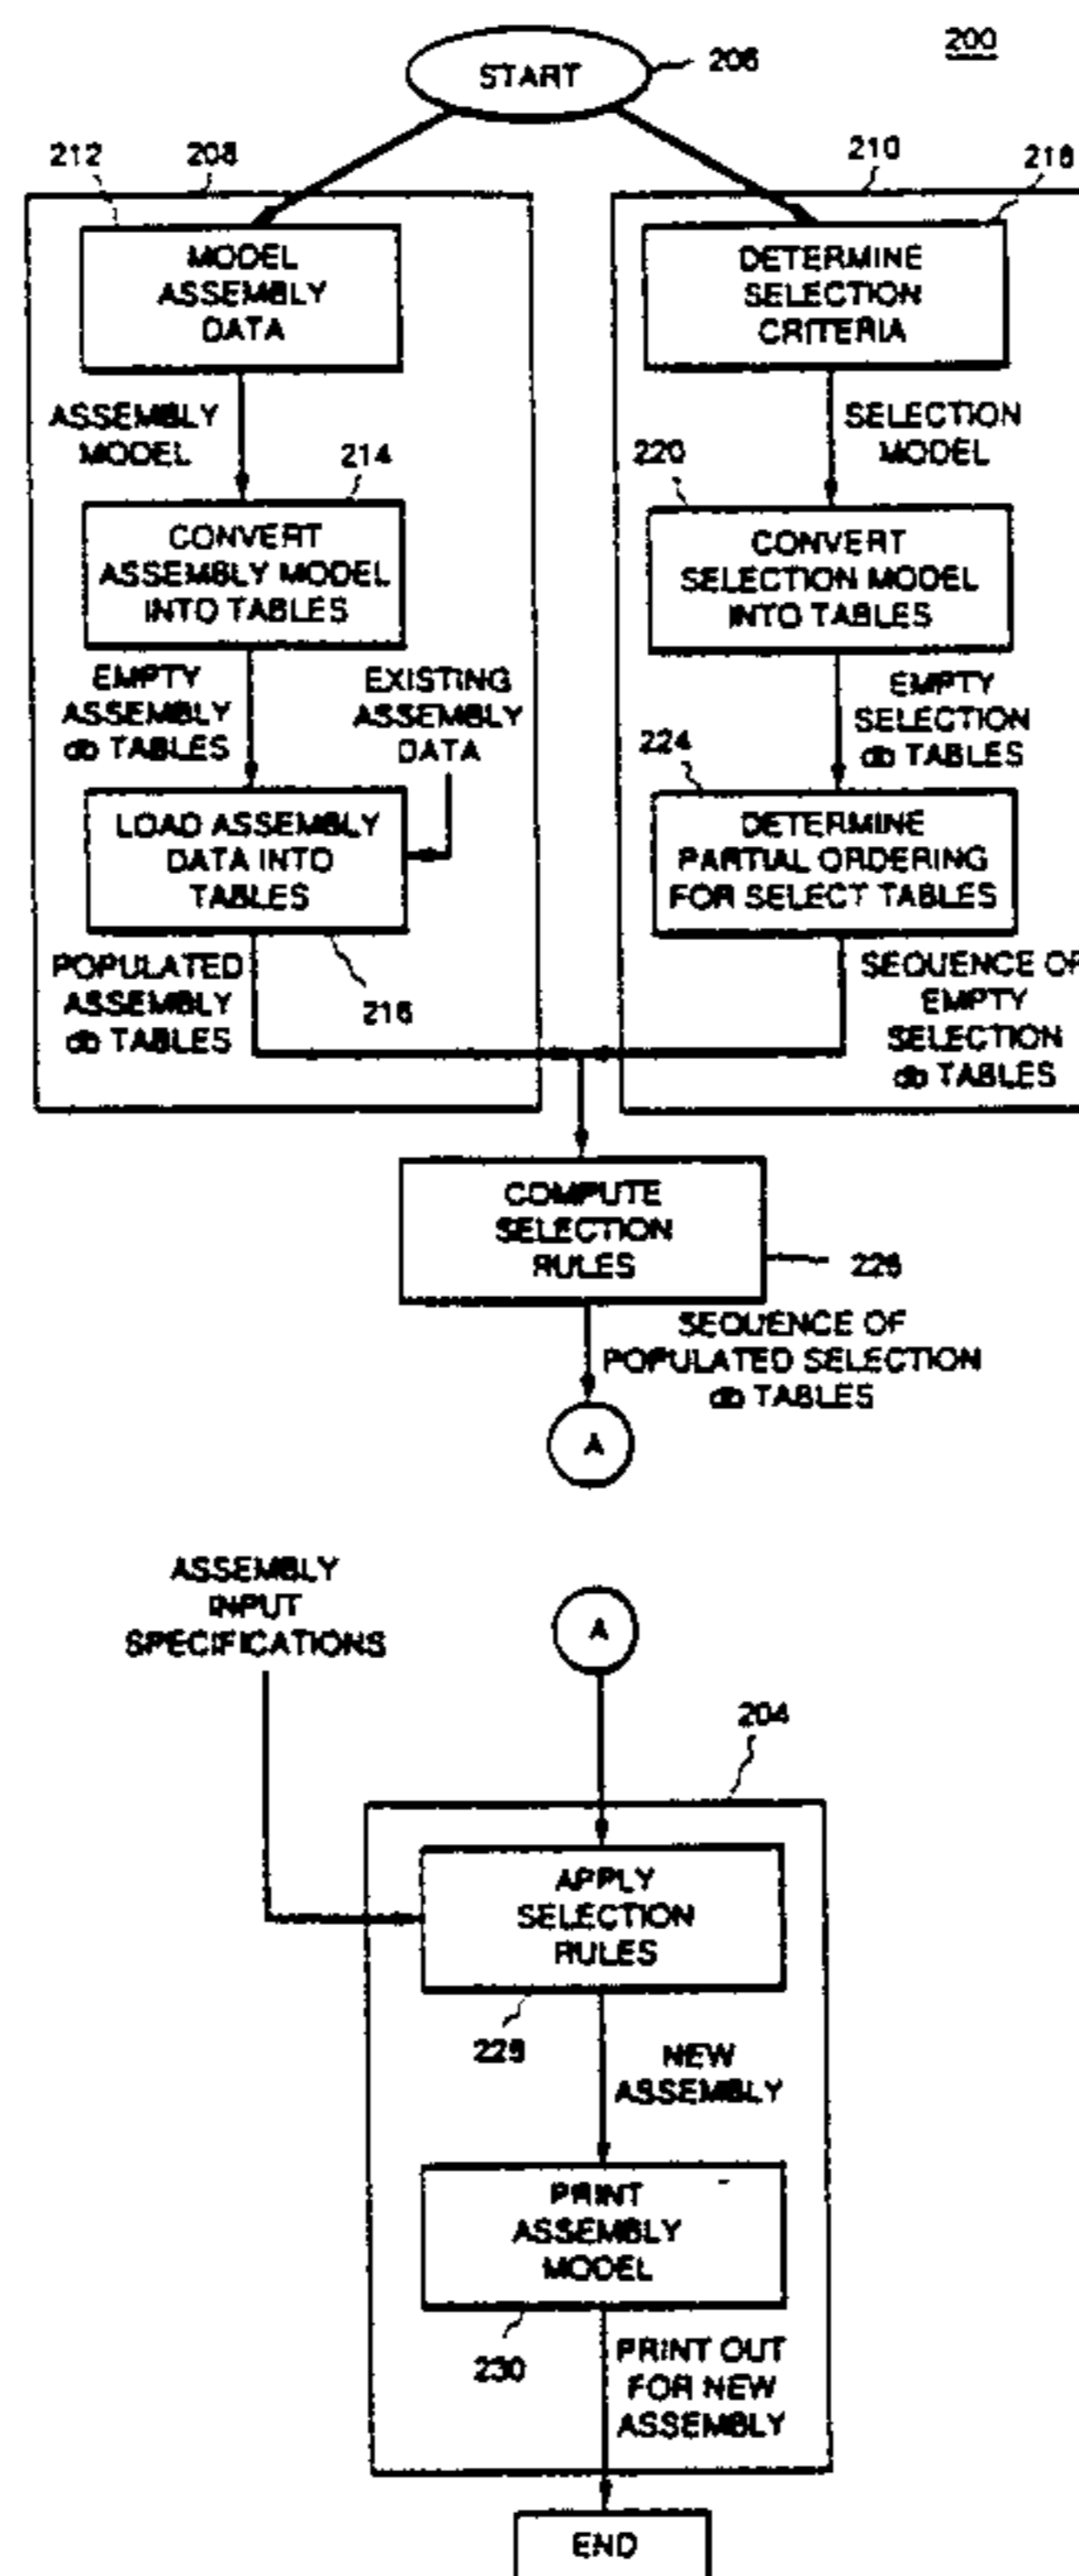 200
START
206
212
208
210
218
MODEL
ASSEMBLY
DATA
DETERMINE
SELECTION
CRITERIA
ASSEMBLY
MODEL
214
SELECTION
MODEL
220
CONVERT
ASSEMBLY MODEL
INTO TABLES
CONVERT
SELECTION MODEL
INTO TABLES
EMPTY
ASSEMBLY
db TABLES
EXISTING
ASSEMBLY
DATA
EMPTY
SELECTION
db TABLES
224
LOAD ASSEMBLY
DATA INTO
TABLES
DETERMINE
PARTIAL ORDERING
FOR SELECT TABLES
POPULATED
ASSEMBLY
db TABLES
216
SEQUENCE OF
EMPTY
SELECTION
db TABLES
COMPUTE
SELECTION
RULES
226
SEQUENCE OF
POPULATED SELECTION
db TABLES
A
ASSEMBLY
INPUT
SPECIFICATIONS
A
204
APPLY
SELECTION
RULES
228
NEW
ASSEMBLY
PRINT
ASSEMBLY
MODEL
230
PRINT OUT
FOR NEW
ASSEMBLY
END